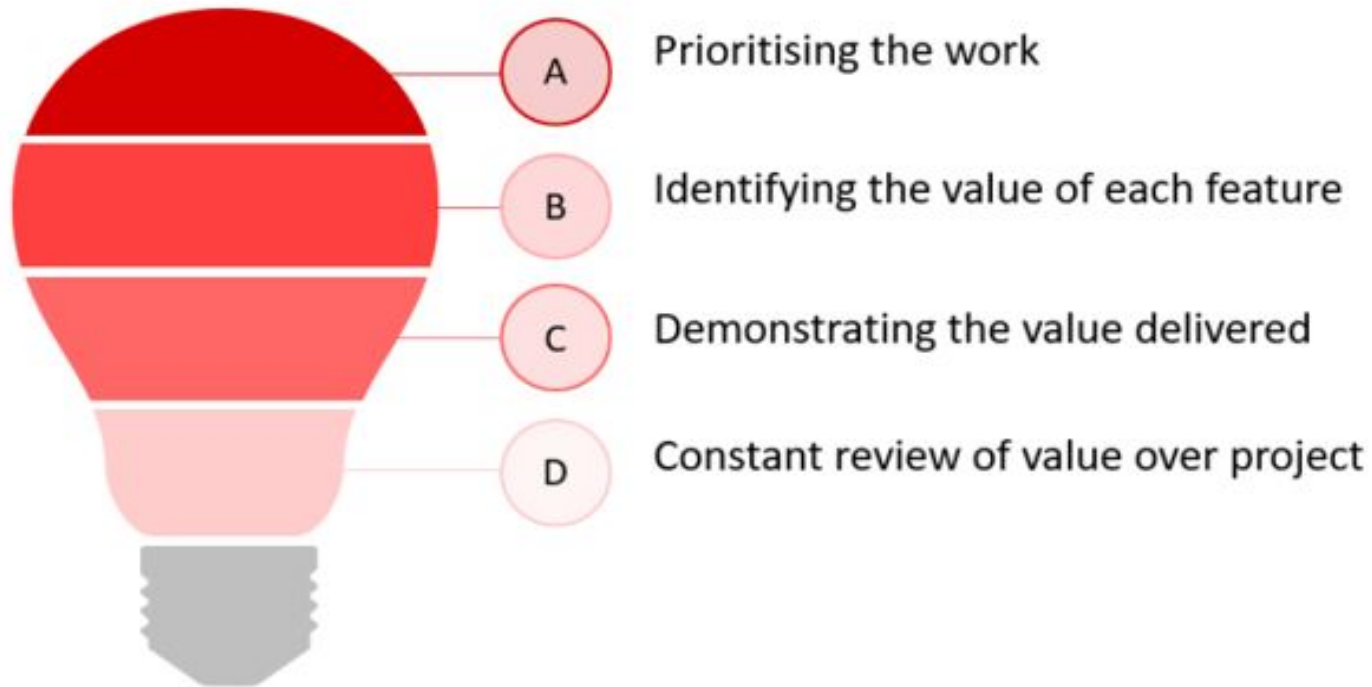 A Prioritising the work
B Identifying the value of each feature
C Demonstrating the value delivered
D Constant review of value over project